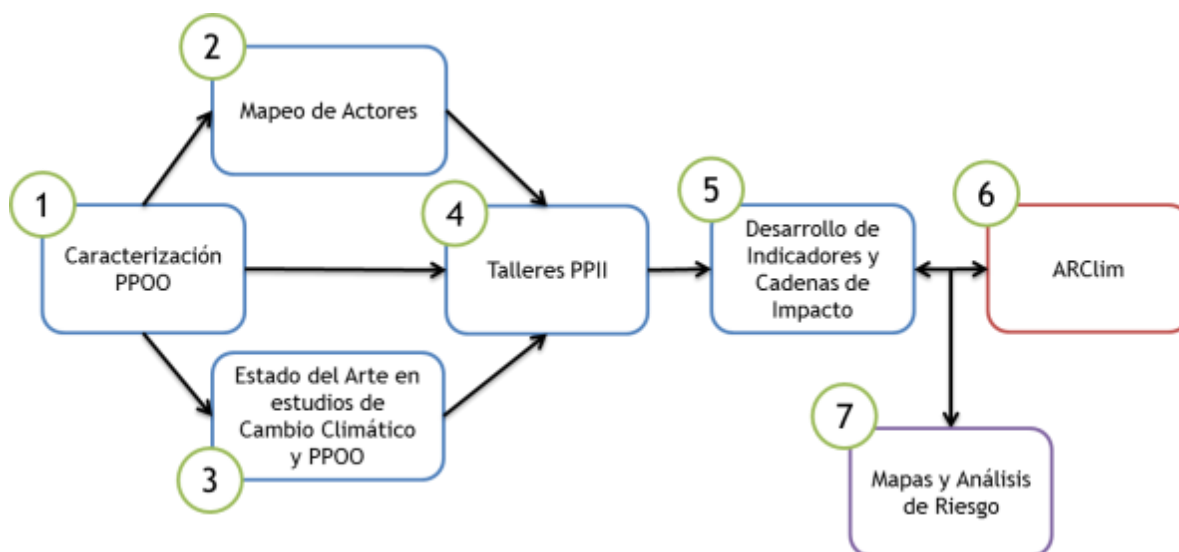 1
Caracterización
PPOO
2
Mapeo de Actores
3
Estado del Arte en
estudios de
Cambio Climático
y PPOO
4
Talleres PPII
5
Desarrollo de
Indicadores y
Cadenas de
Impacto
6
ARClim
7
Mapas y Análisis
de Riesgo